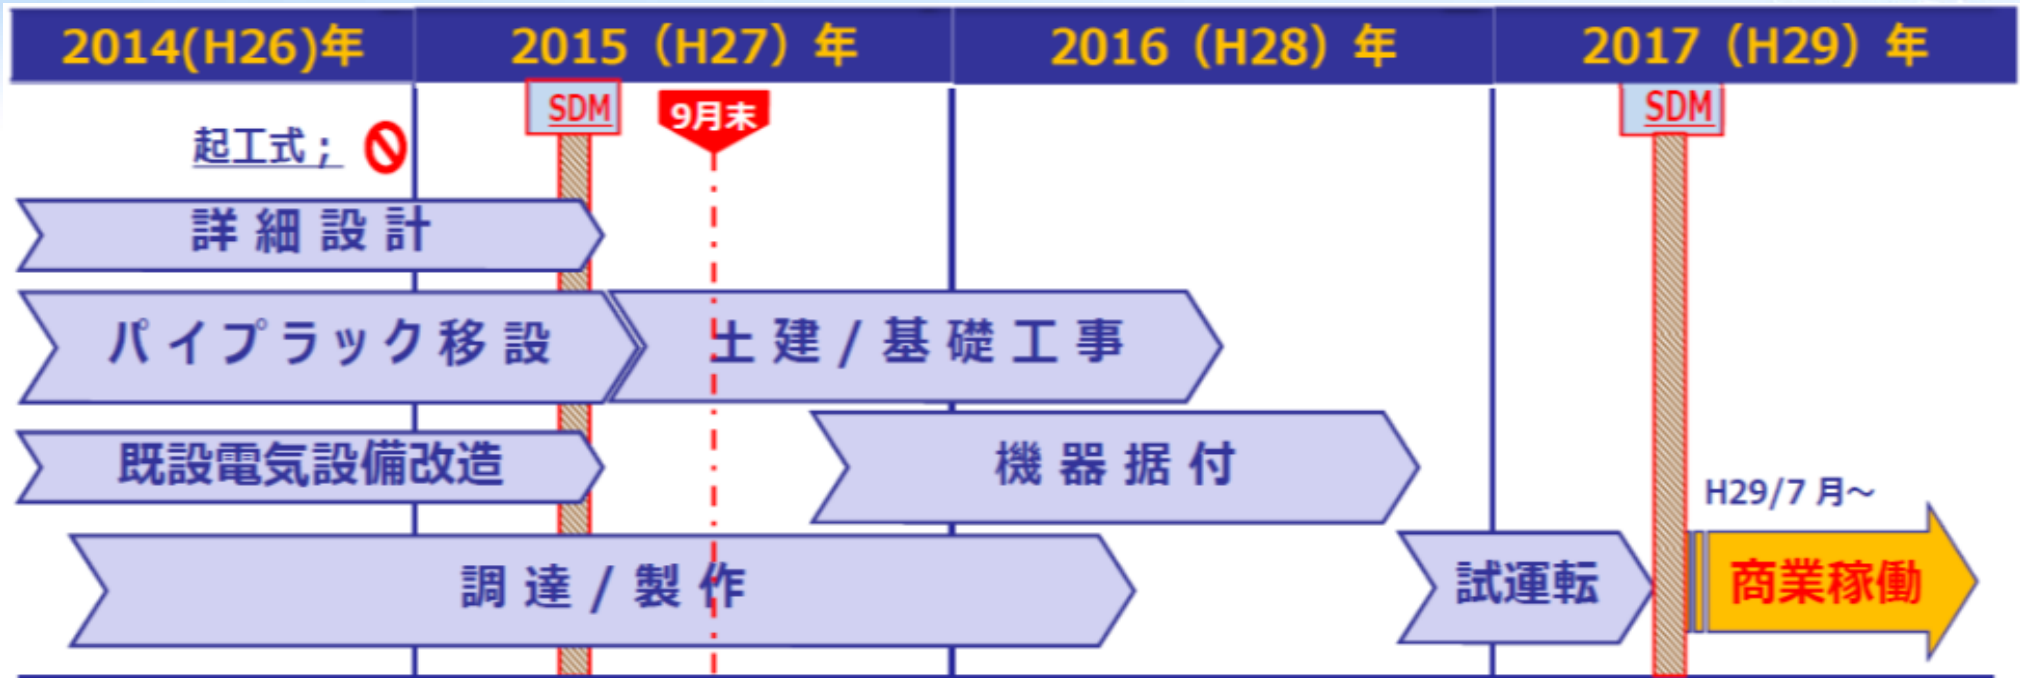 2014(H26)年 2015（H27）年 2016（H28）年 2017（H29）年
SDM 9月末 SDM
起工式；
詳細設計
パイプラック移設 土建/基礎工事
既設電気設備改造 機器据付
H29/7月～
調達/製作 試運転 商業稼働